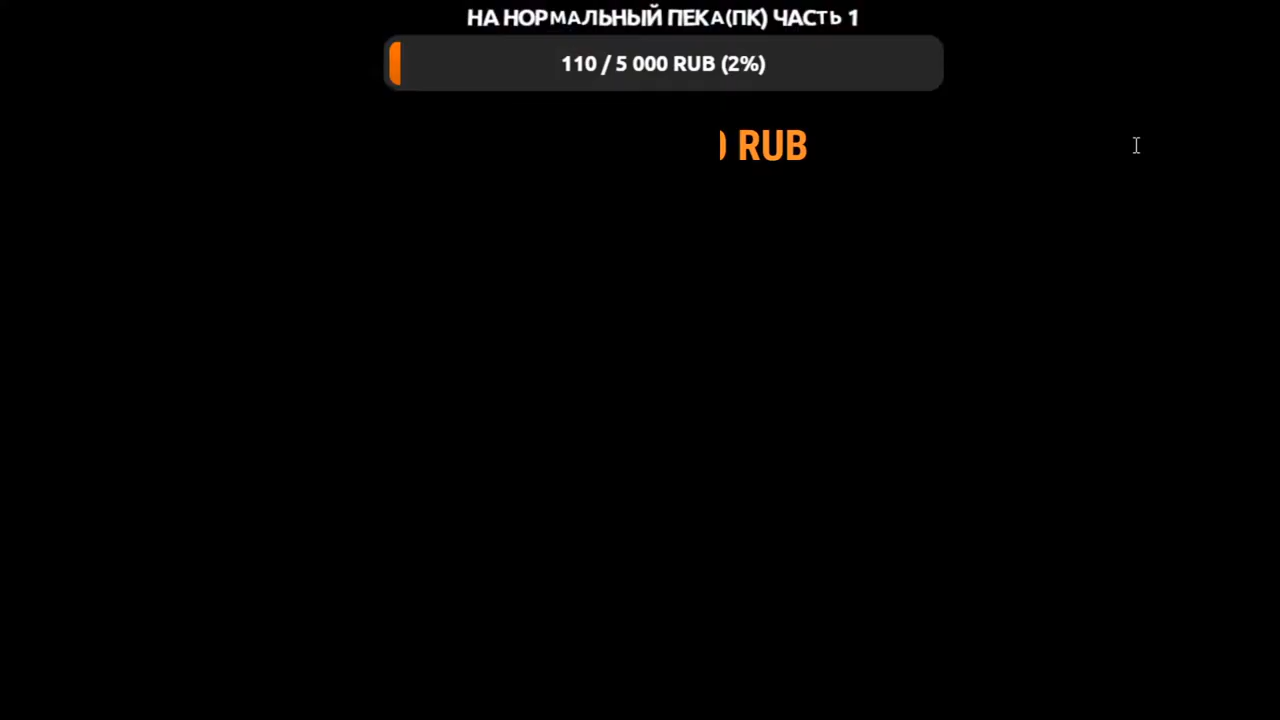 НА НОРМАЛЬНЫЙ ПЕКА(ПК) ЧАСТЬ 1
110 / 5 000 RUB (2%)
RUB